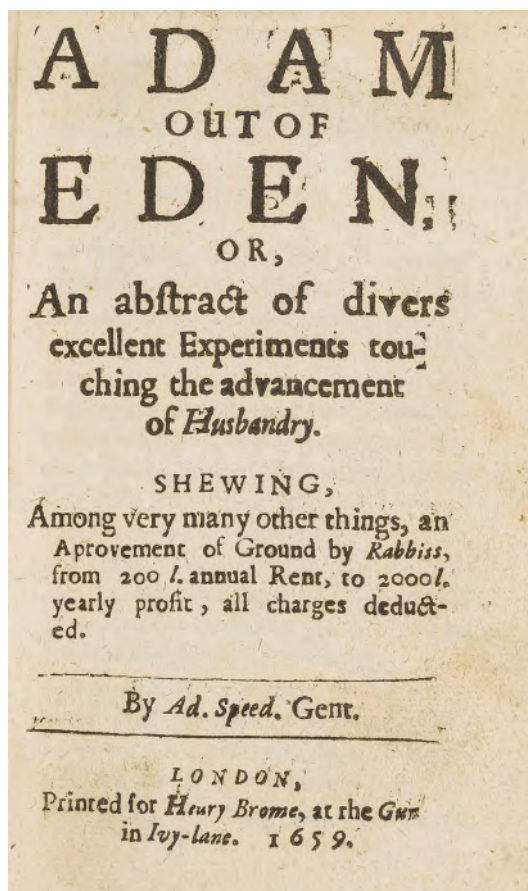 ADAM
OUT OF
EDEN,
OR,
An abſtract of divers
excellent Experiments tou-
ching the advancement
of Husbandry.
SHEWING,
Among very many other things, an
Aprovement of Ground by Rabbiss,
from 200 l. annual Rent, to 2000 l.
yearly profit, all charges deduct-
ed.
By Ad. Speed. Gent.
LONDON,
Printed for Henry Brome, at the Gun
in Ivy-lane. 1659.